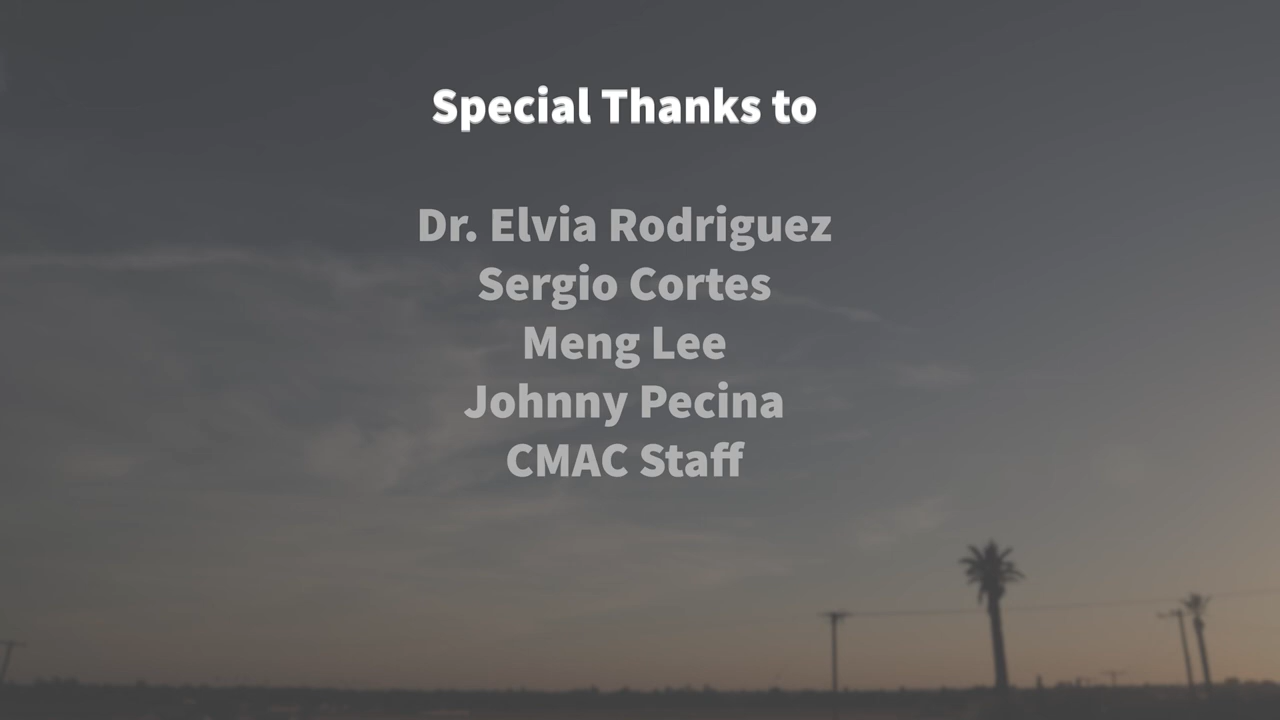 Special Thanks to
Dr. Elvia Rodriguez
Sergio Cortes
Meng Lee
Johnny Pecina
CMAC Staff